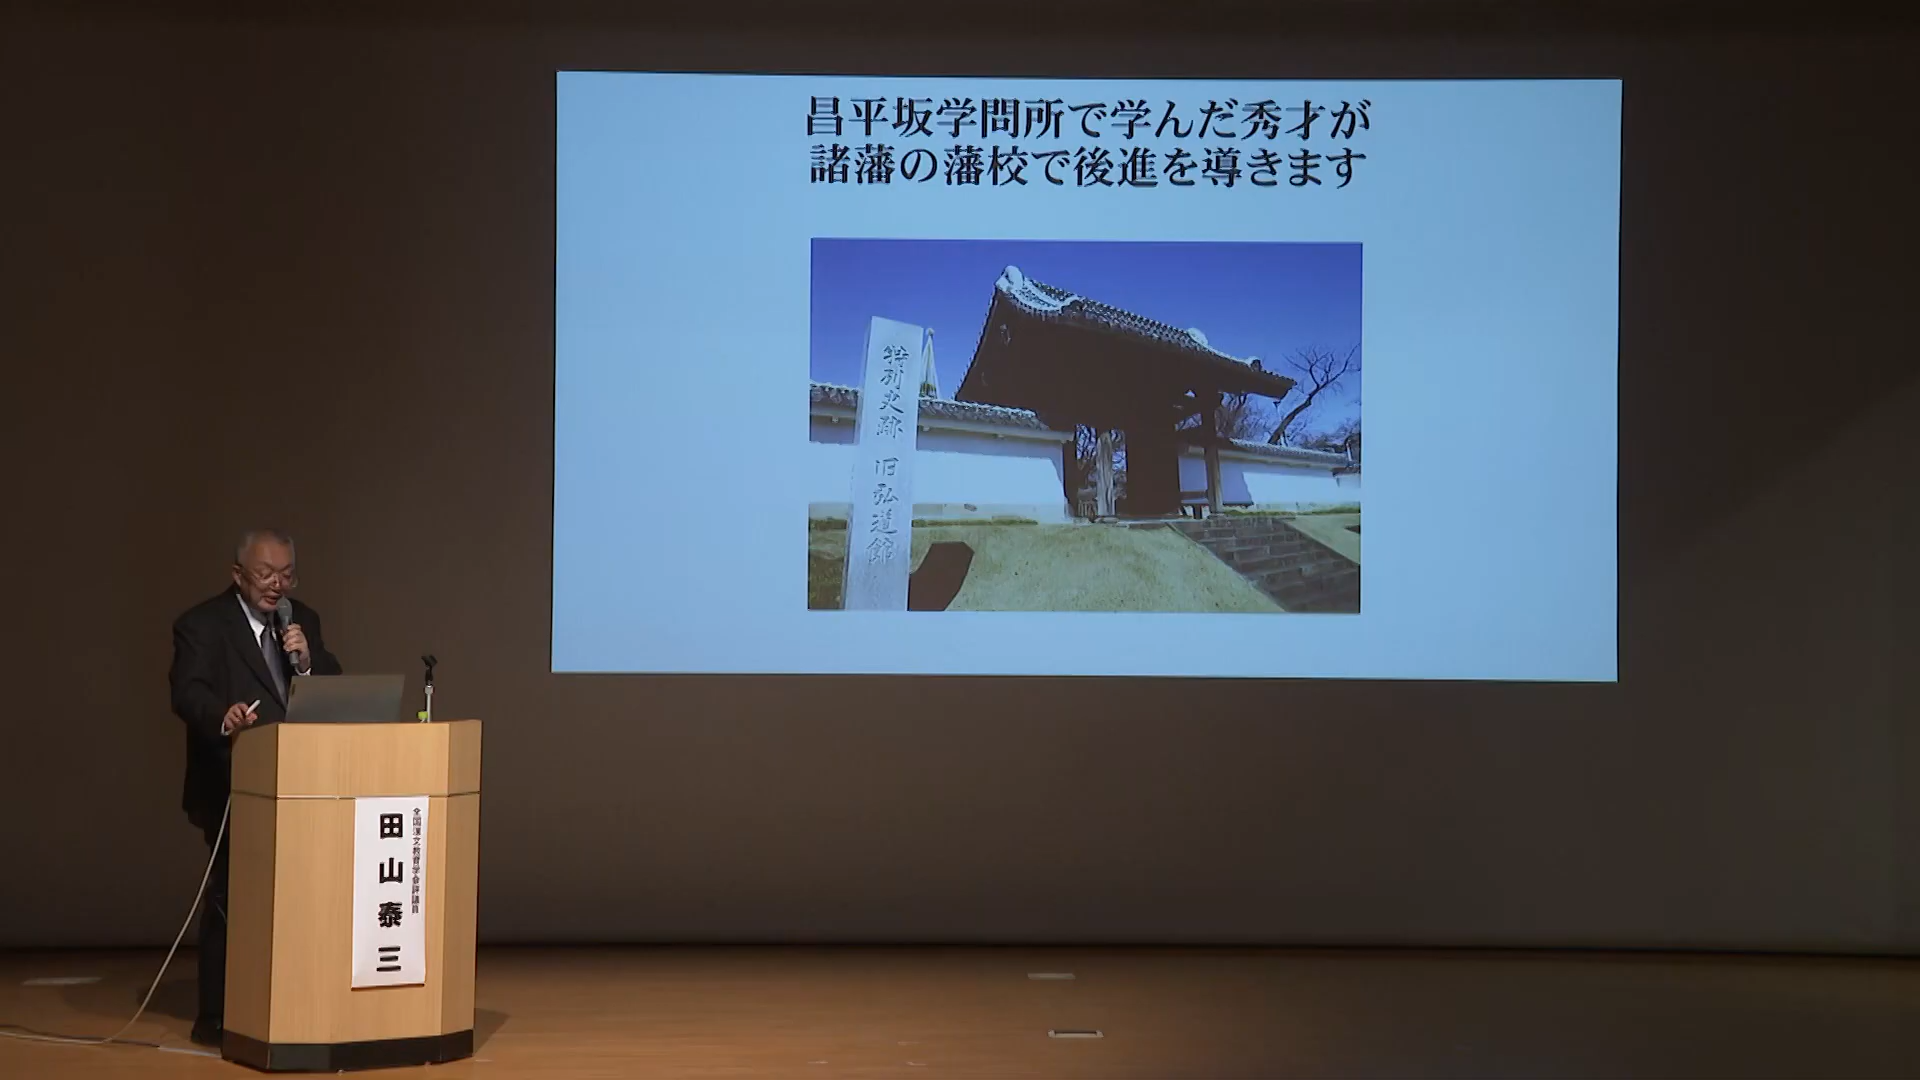 昌平坂学問所で学んだ秀才が
諸藩の藩校で後進を導きます
特別史跡 旧弘道館
全国漢文教育学会評議員
田山泰三